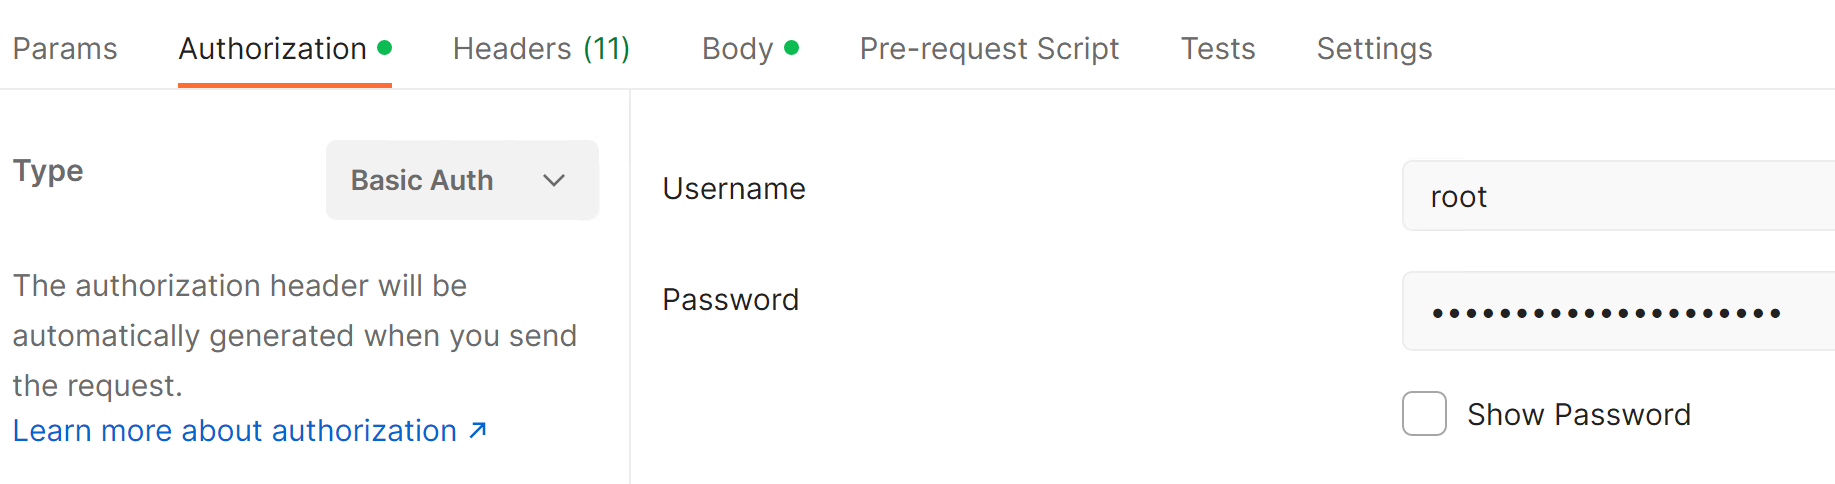 Params Authorization Headers (11) Body Pre-request Script Tests Settings
Type
Basic Auth
The authorization header will be
automatically generated when you send
the request.
Learn more about authorization ↗
Username
root
Password
•••••••••••••••••••••
Show Password